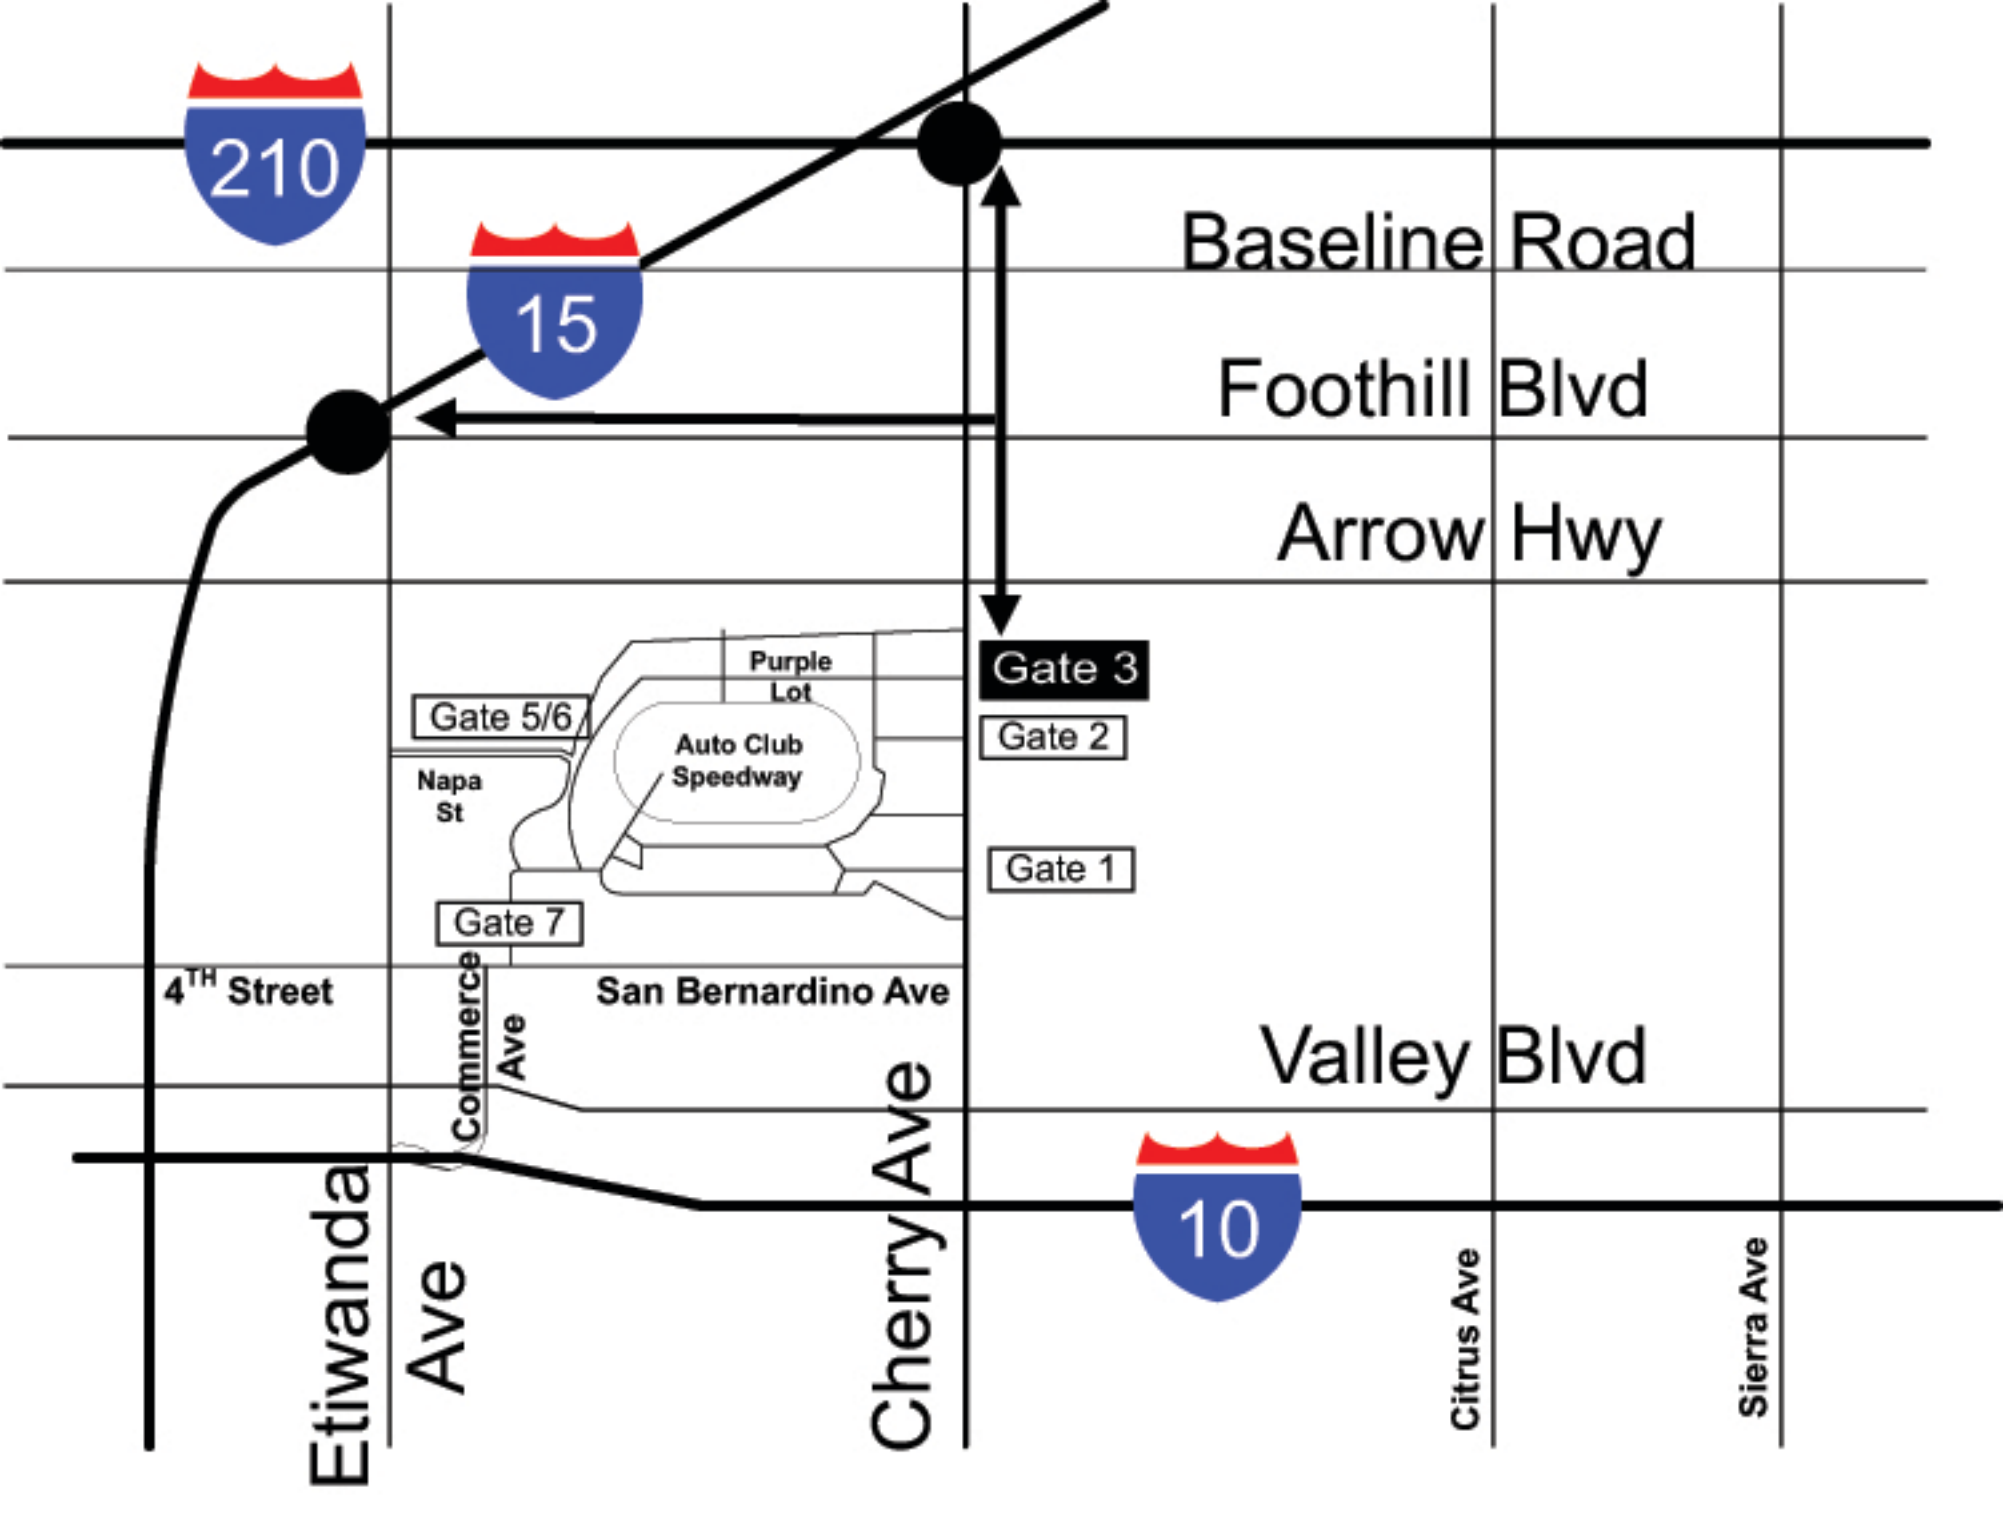 210
Baseline Road
15
Foothill Blvd
Arrow Hwy
Purple
Lot
Gate 3
Gate 5/6
Gate 2
Auto Club
Speedway
Napa
St
Gate 1
Gate 7
4TH Street
San Bernardino Ave
Commerce
Ave
Valley Blvd
10
Etiwanda
Ave
Cherry Ave
Citrus Ave
Sierra Ave